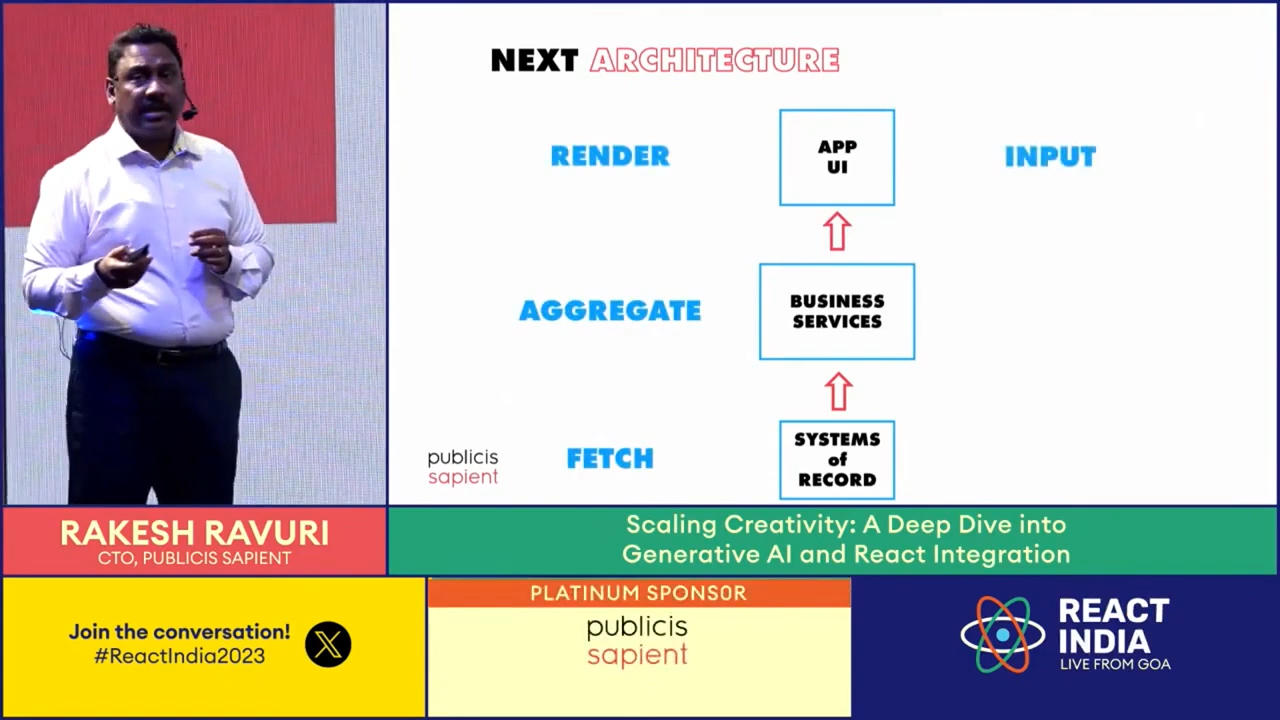 NEXT ARCHITECTURE
RENDER
APP
UI
INPUT
AGGREGATE
BUSINESS
SERVICES
publicis
sapient
FETCH
SYSTEMS
of
RECORD
RAKESH RAVURI
CTO, PUBLICIS SAPIENT
Scaling Creativity: A Deep Dive into
Generative AI and React Integration
Join the conversation!
#ReactIndia2023
X
PLATINUM SPONSOR
publicis
sapient
REACT
INDIA
LIVE FROM GOA